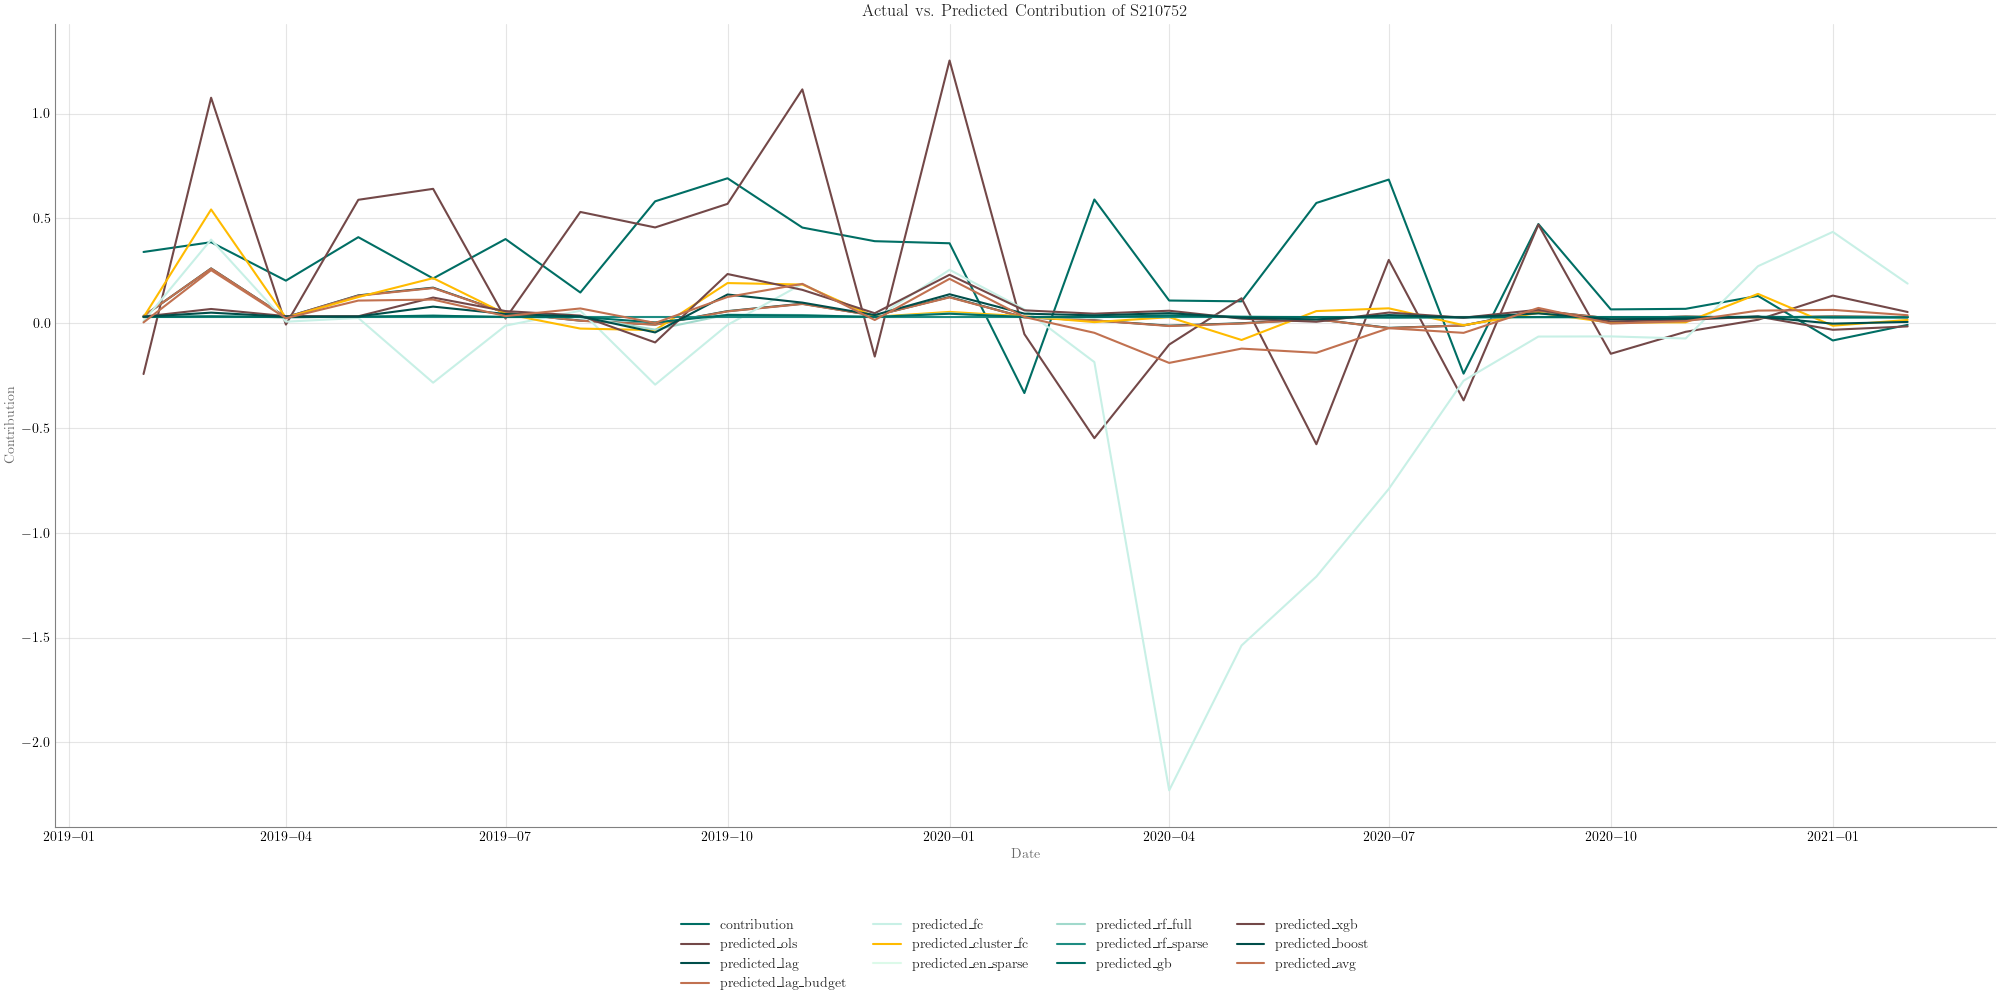 Actual vs. Predicted Contribution of S210752
1.0
0.5
0.0
−0.5
−1.0
−1.5
−2.0
Contribution
2019−01 2019−04 2019−07 2019−10 2020−01 2020−04 2020−07 2020−10 2021−01
Date
contribution predicted_fc predicted_rf_full predicted_xgb
predicted_ols predicted_cluster_fc predicted_rf_sparse predicted_boost
predicted_lag predicted_en_sparse predicted_gb predicted_avg
predicted_lag_budget